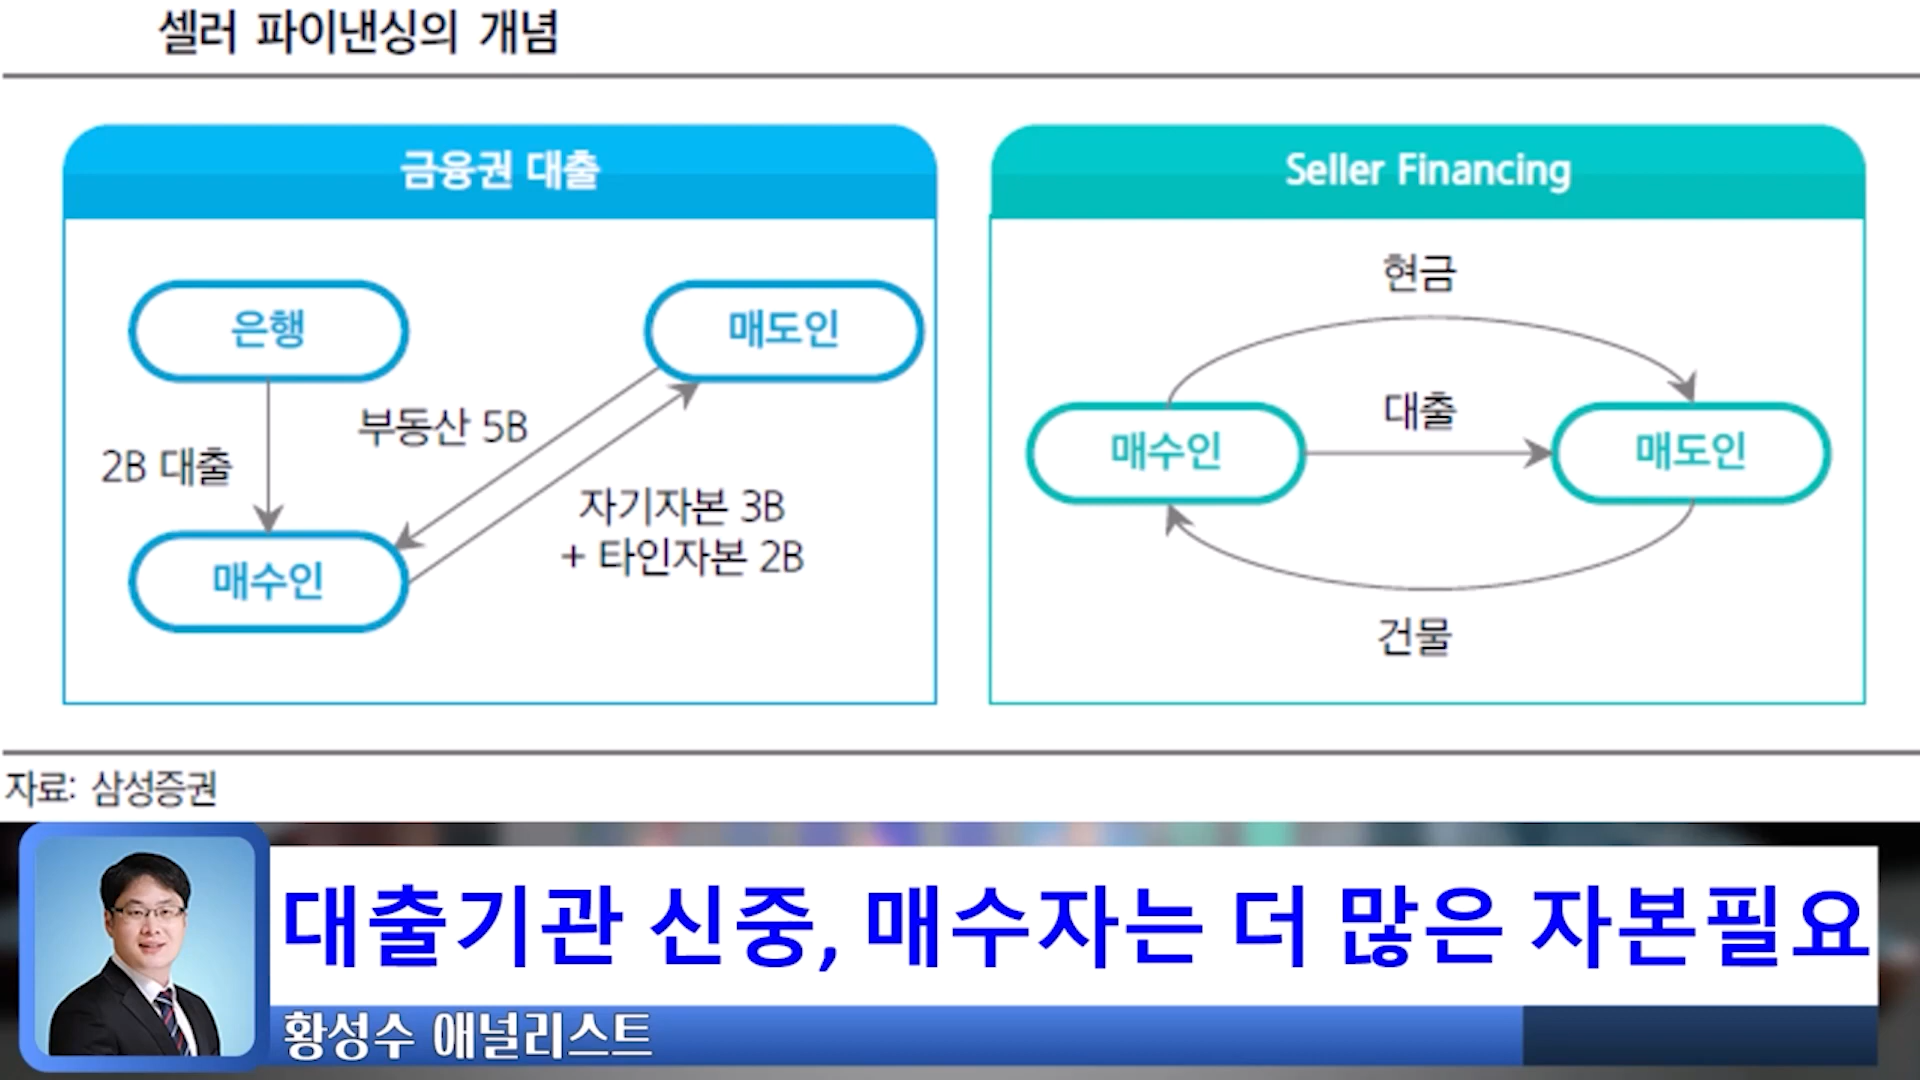 셀러 파이낸싱의 개념
금융권 대출
은행
매도인
부동산 5B
2B 대출
자기자본 3B
+ 타인자본 2B
매수인
Seller Financing
현금
대출
매수인
매도인
건물
자료: 삼성증권
대출기관 신중, 매수자는 더 많은 자본필요
황성수 애널리스트